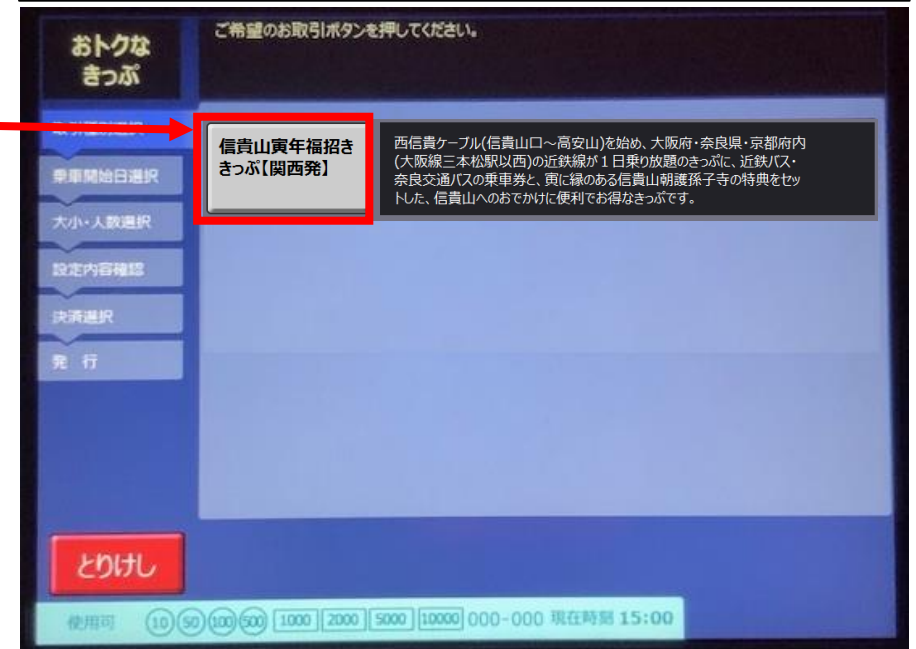 おトクな
きっぷ
ご希望のお取引ボタンを押してください。
取引種別選択
乗車開始日選択
大小・人数選択
設定内容確認
決済選択
発 行
信貴山寅年福招き
きっぷ【関西発】
西信貴ケーブル(信貴山口～高安山)を始め、大阪府・奈良県・京都府内
(大阪線三本松駅以西)の近鉄線が１日乗り放題のきっぷに、近鉄バス・
奈良交通バスの乗車券と、寅に縁のある信貴山朝護孫子寺の特典をセッ
トした、信貴山へのおでかけに便利でお得なきっぷです。
とりけし
使用可 10 50 100 500 1000 2000 5000 10000 000-000 現在時刻 15:00